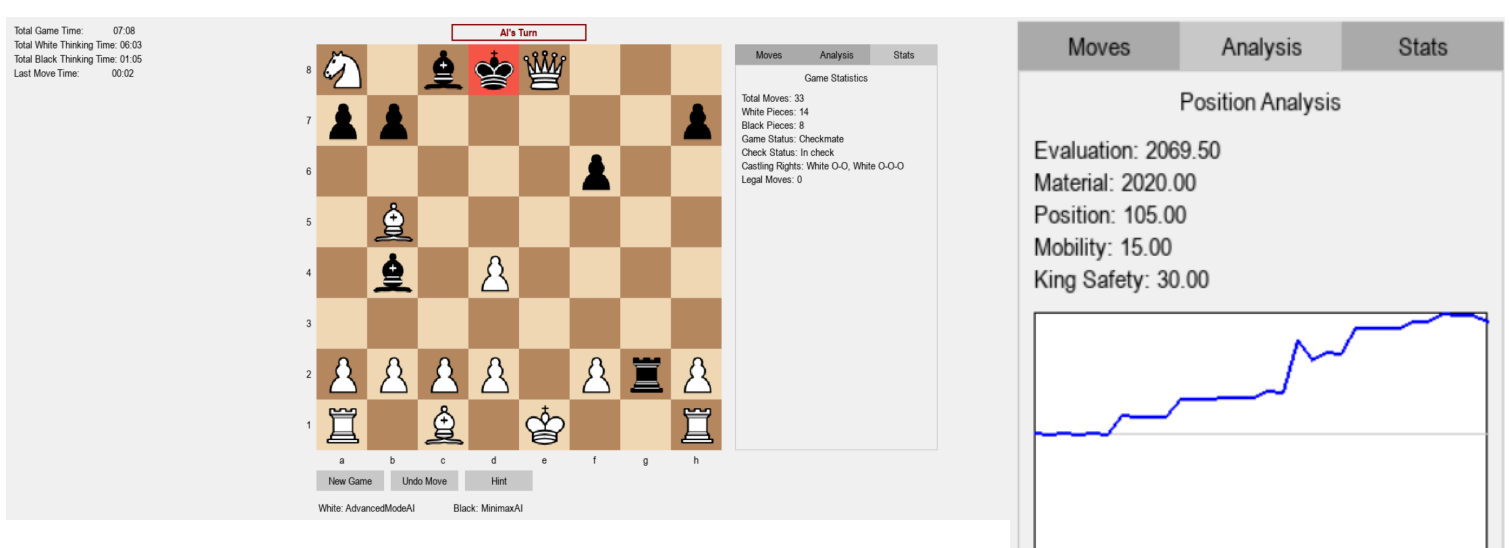 Total Game Time: 07:08
Total White Thinking Time: 06:03
Total Black Thinking Time: 01:05
Last Move Time: 00:02
AI's Turn
8
7
6
5
4
3
2
1
a b c d e f g h
New Game Undo Move Hint
White: AdvancedModeAI Black: MinimaxAI
Moves Analysis Stats
Game Statistics
Total Moves: 33
White Pieces: 14
Black Pieces: 8
Game Status: Checkmate
Check Status: In check
Castling Rights: White O-O, White O-O-O
Legal Moves: 0
Moves Analysis Stats
Position Analysis
Evaluation: 2069.50
Material: 2020.00
Position: 105.00
Mobility: 15.00
King Safety: 30.00